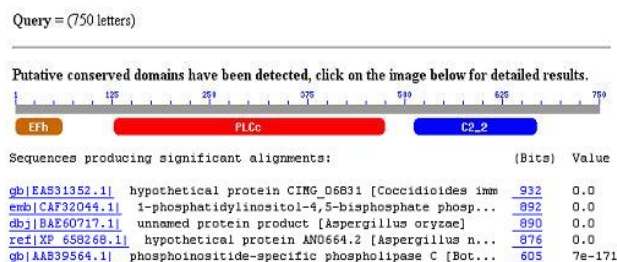 Query = (750 letters)
Putative conserved domains have been detected, click on the image below for detailed results.
1 125 250 375 500 625 750
EFh PLCc C2_2
Sequences producing significant alignments: (Bits) Value
gb|EAS31352.1| hypothetical protein CIMG_06831 [Coccidioides imm 932 0.0
emb|CAF32044.1| 1-phosphatidylinositol-4,5-bisphosphate phosp... 892 0.0
dbj|BAE60717.1| unnamed protein product [Aspergillus oryzae] 890 0.0
ref|XP_658268.1| hypothetical protein AN0664.2 [Aspergillus n... 876 0.0
gb|AAB39564.1| phosphoinositide-specific phospholipase C [Bot... 605 7e-171